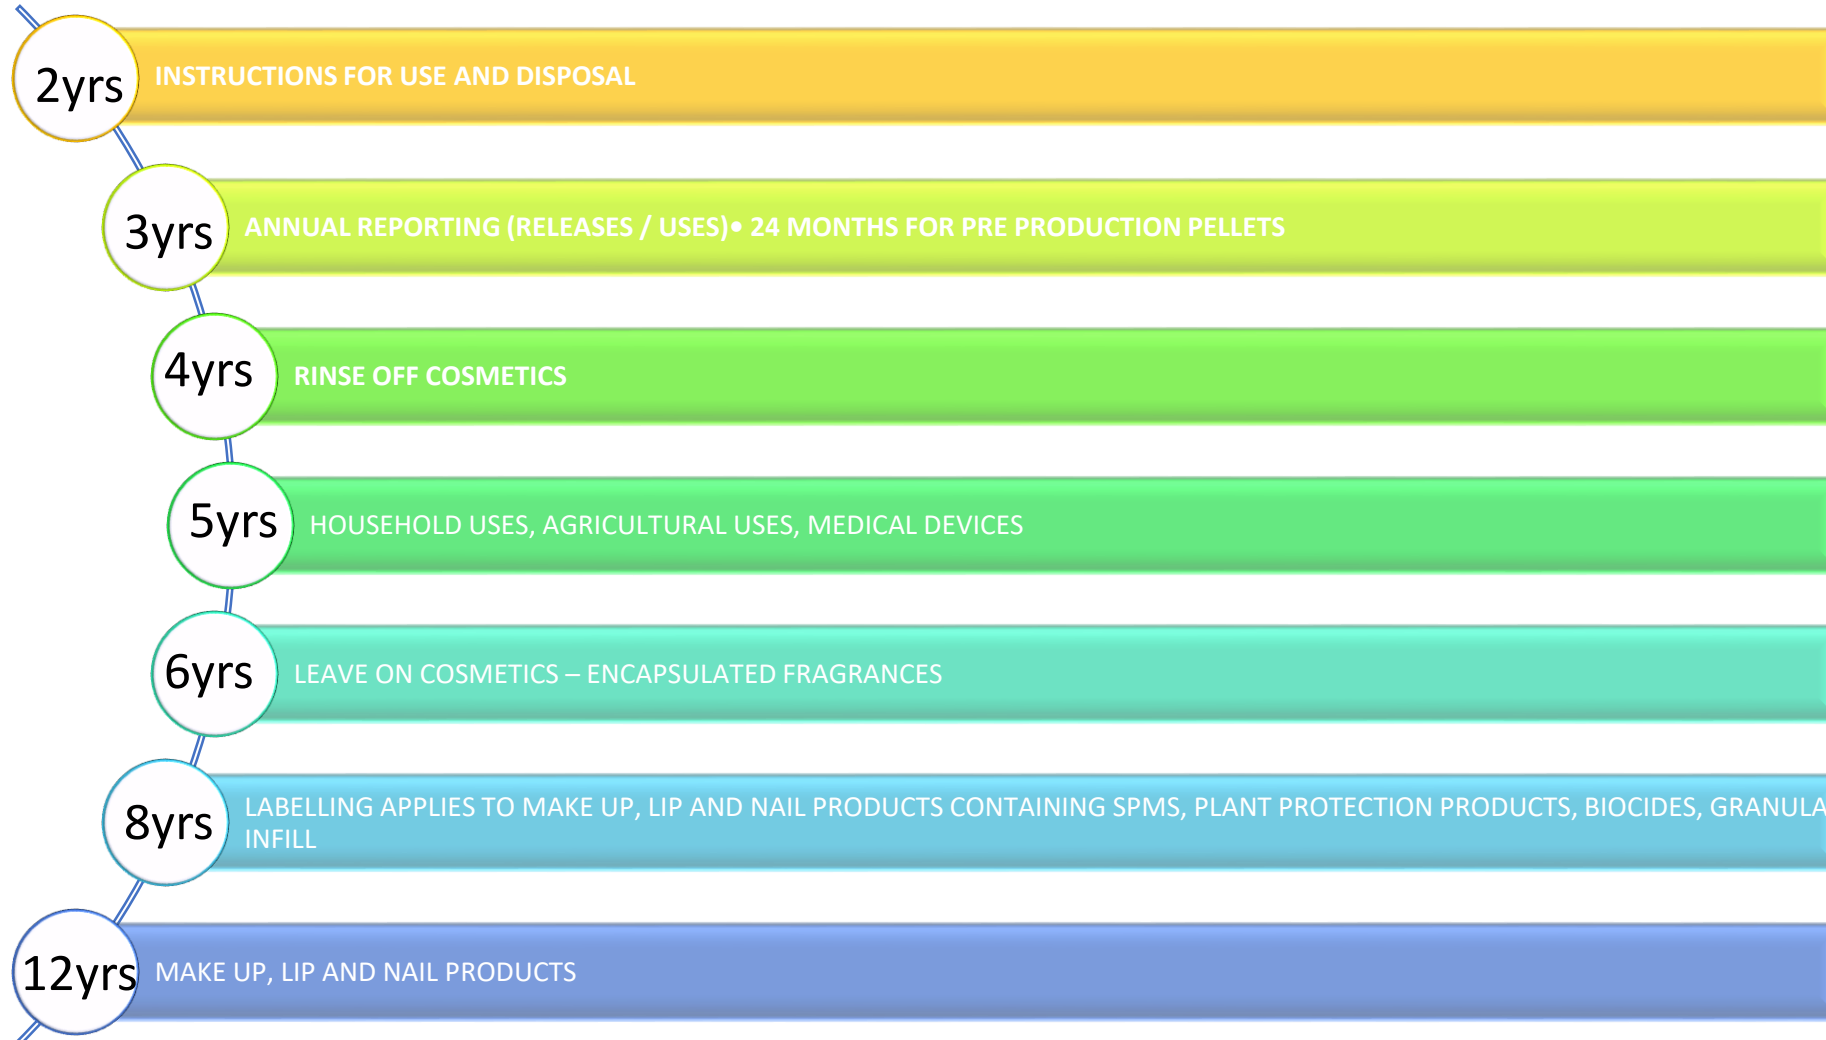 2yrs
INSTRUCTIONS FOR USE AND DISPOSAL
3yrs
ANNUAL REPORTING (RELEASES / USES)• 24 MONTHS FOR PRE PRODUCTION PELLETS
4yrs
RINSE OFF COSMETICS
5yrs
HOUSEHOLD USES, AGRICULTURAL USES, MEDICAL DEVICES
6yrs
LEAVE ON COSMETICS – ENCAPSULATED FRAGRANCES
8yrs
LABELLING APPLIES TO MAKE UP, LIP AND NAIL PRODUCTS CONTAINING SPMS, PLANT PROTECTION PRODUCTS, BIOCIDES, GRANULA
INFILL
12yrs
MAKE UP, LIP AND NAIL PRODUCTS